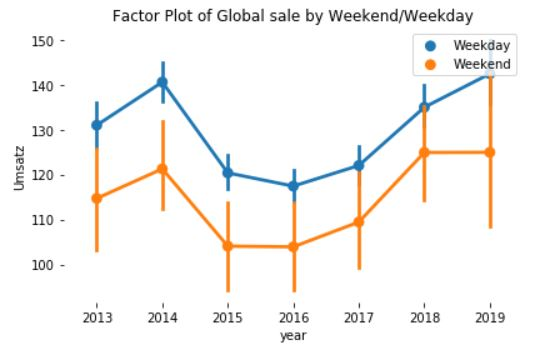 Factor Plot of Global sale by Weekend/Weekday
Weekday
Weekend
150
140
130
120
110
100
Umsatz
2013 2014 2015 2016 2017 2018 2019
year